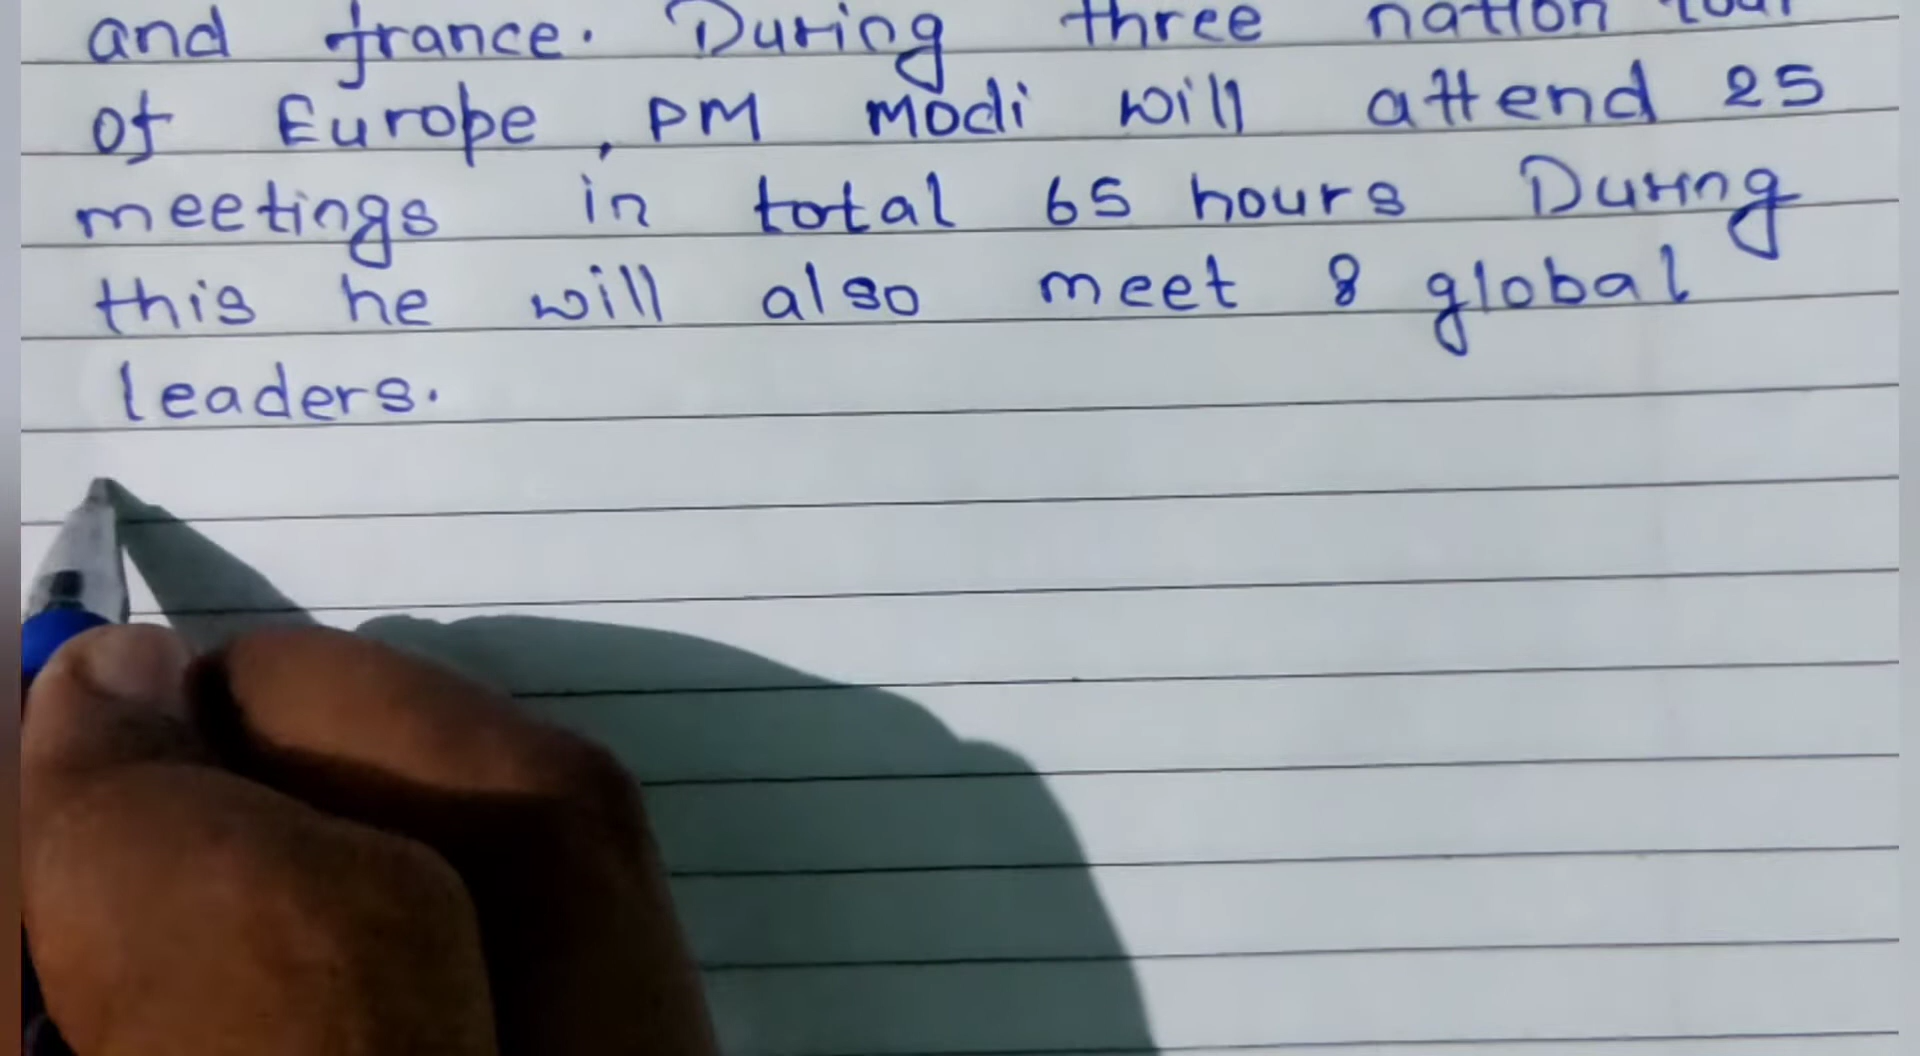 and france. During three nation tour
of Europe, PM Modi will attend 25
meetings in total 65 hours During
this he will also meet 8 global
leaders.